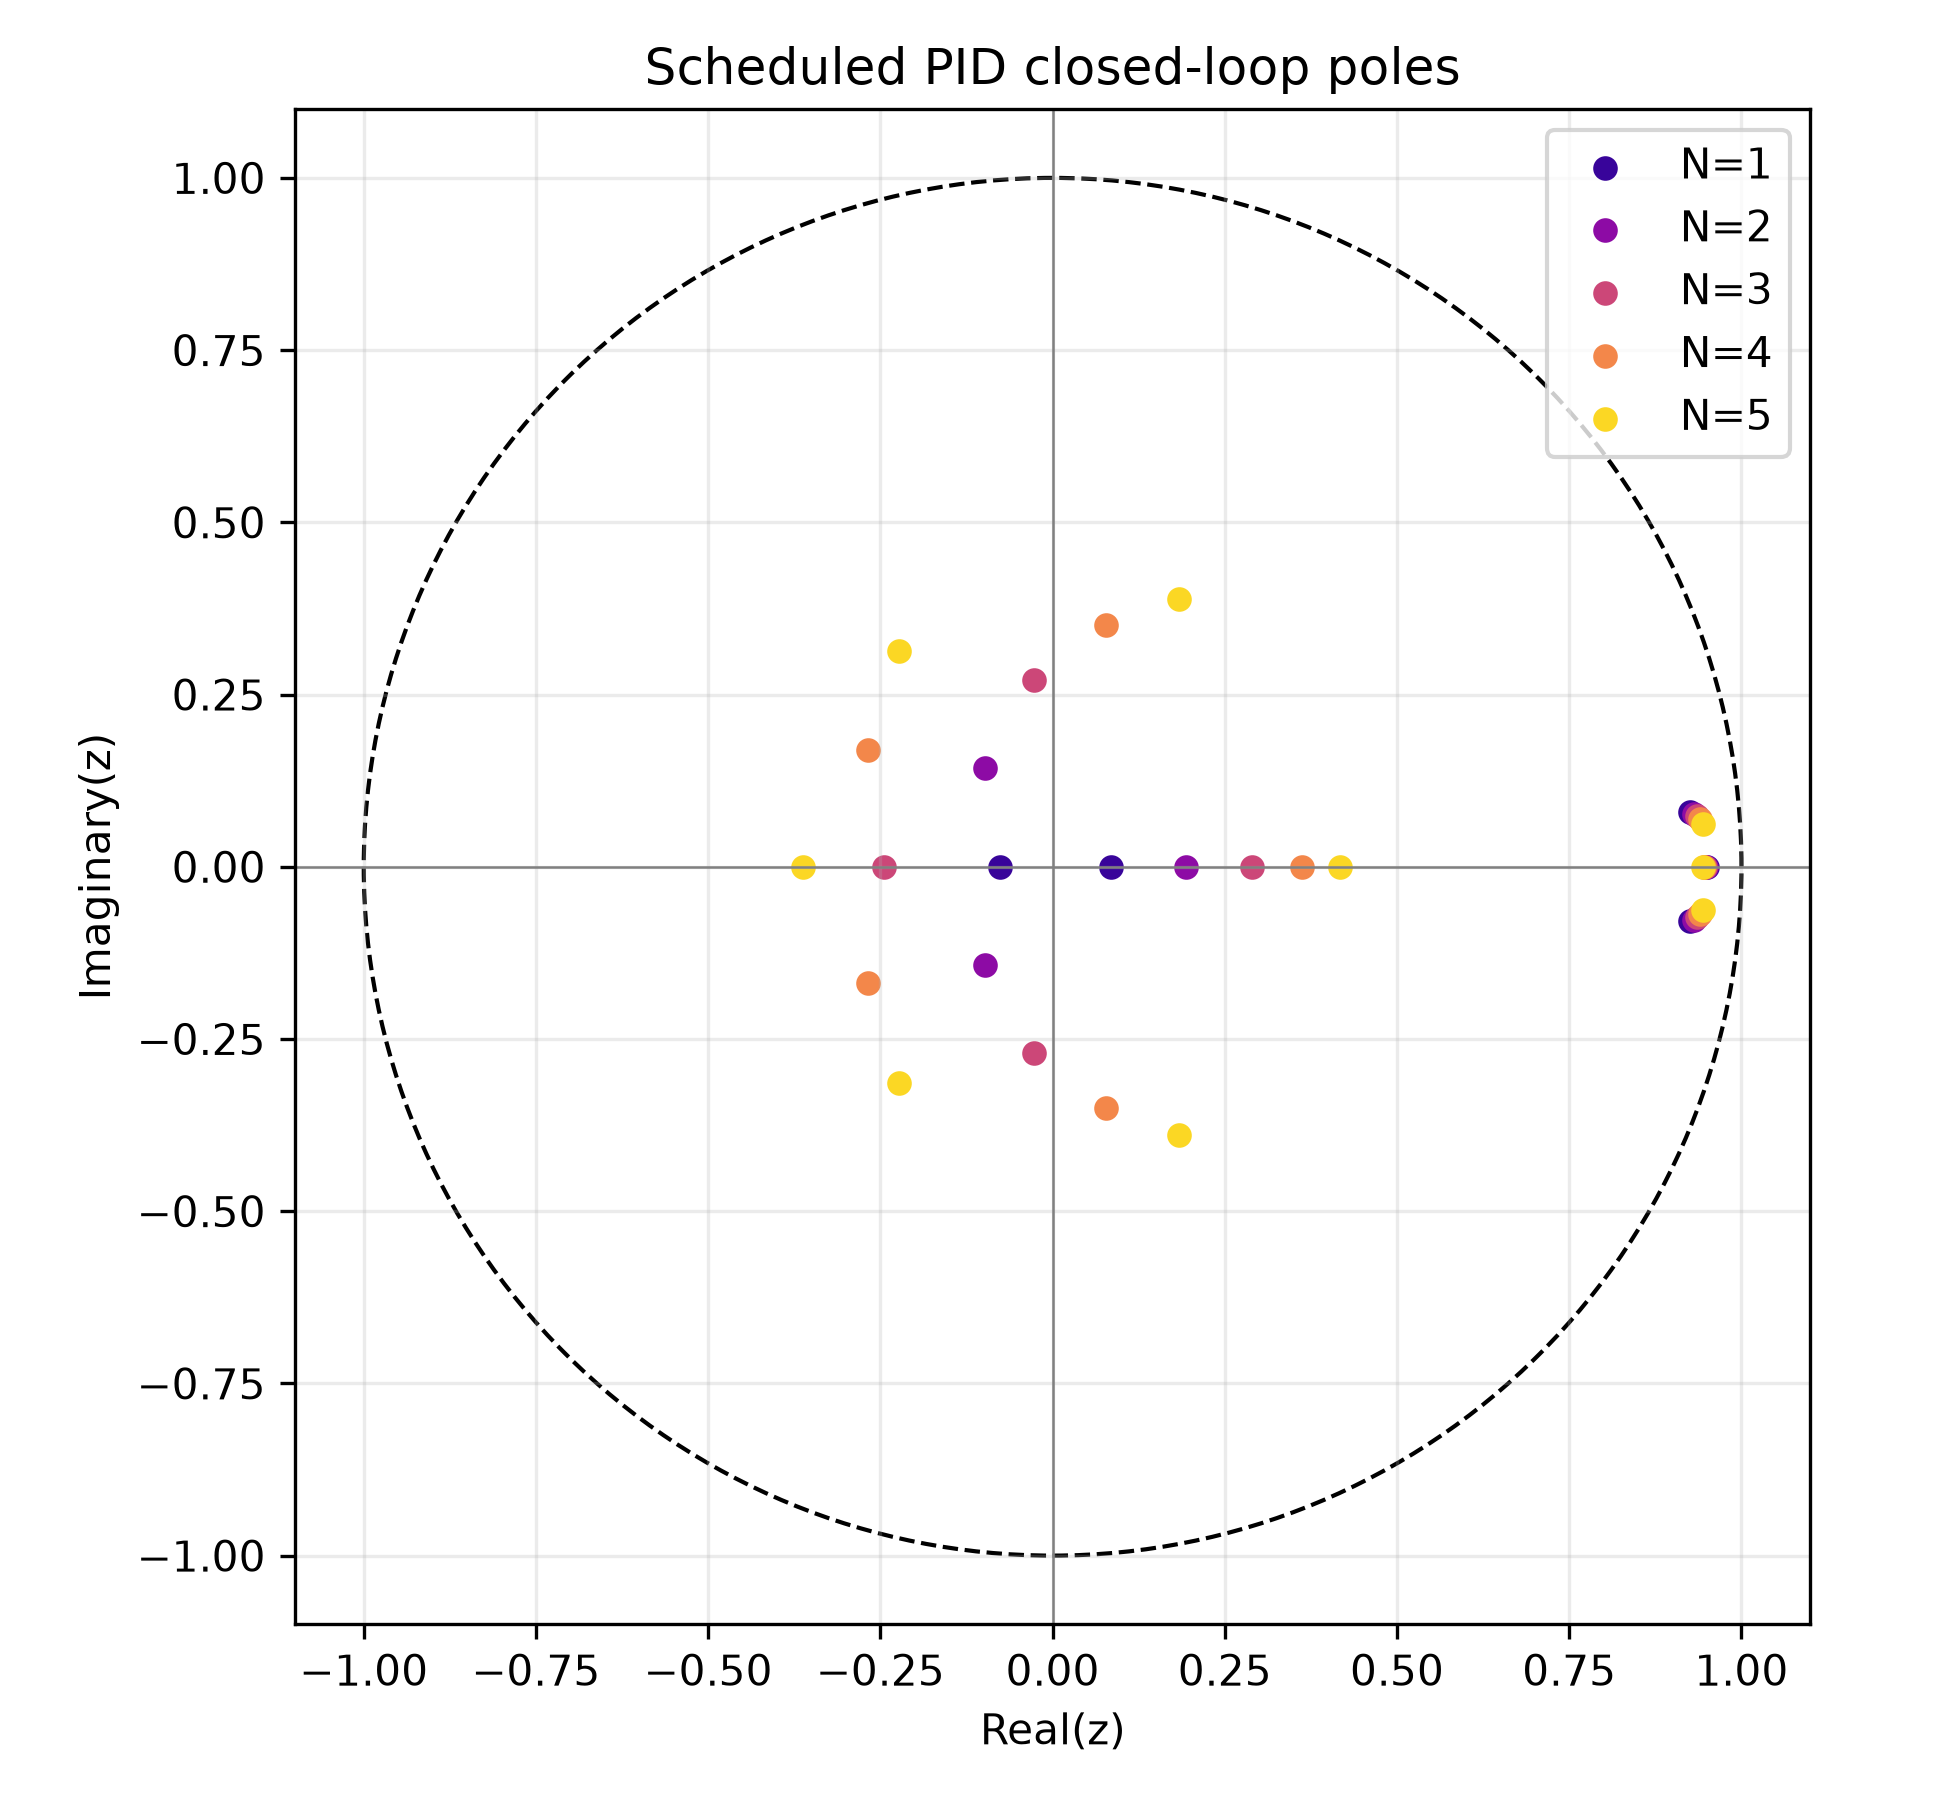 Scheduled PID closed-loop poles
N=1
N=2
N=3
N=4
N=5
1.00
0.75
0.50
0.25
0.00
−0.25
−0.50
−0.75
−1.00
Imaginary(z)
−1.00 −0.75 −0.50 −0.25 0.00 0.25 0.50 0.75 1.00
Real(z)